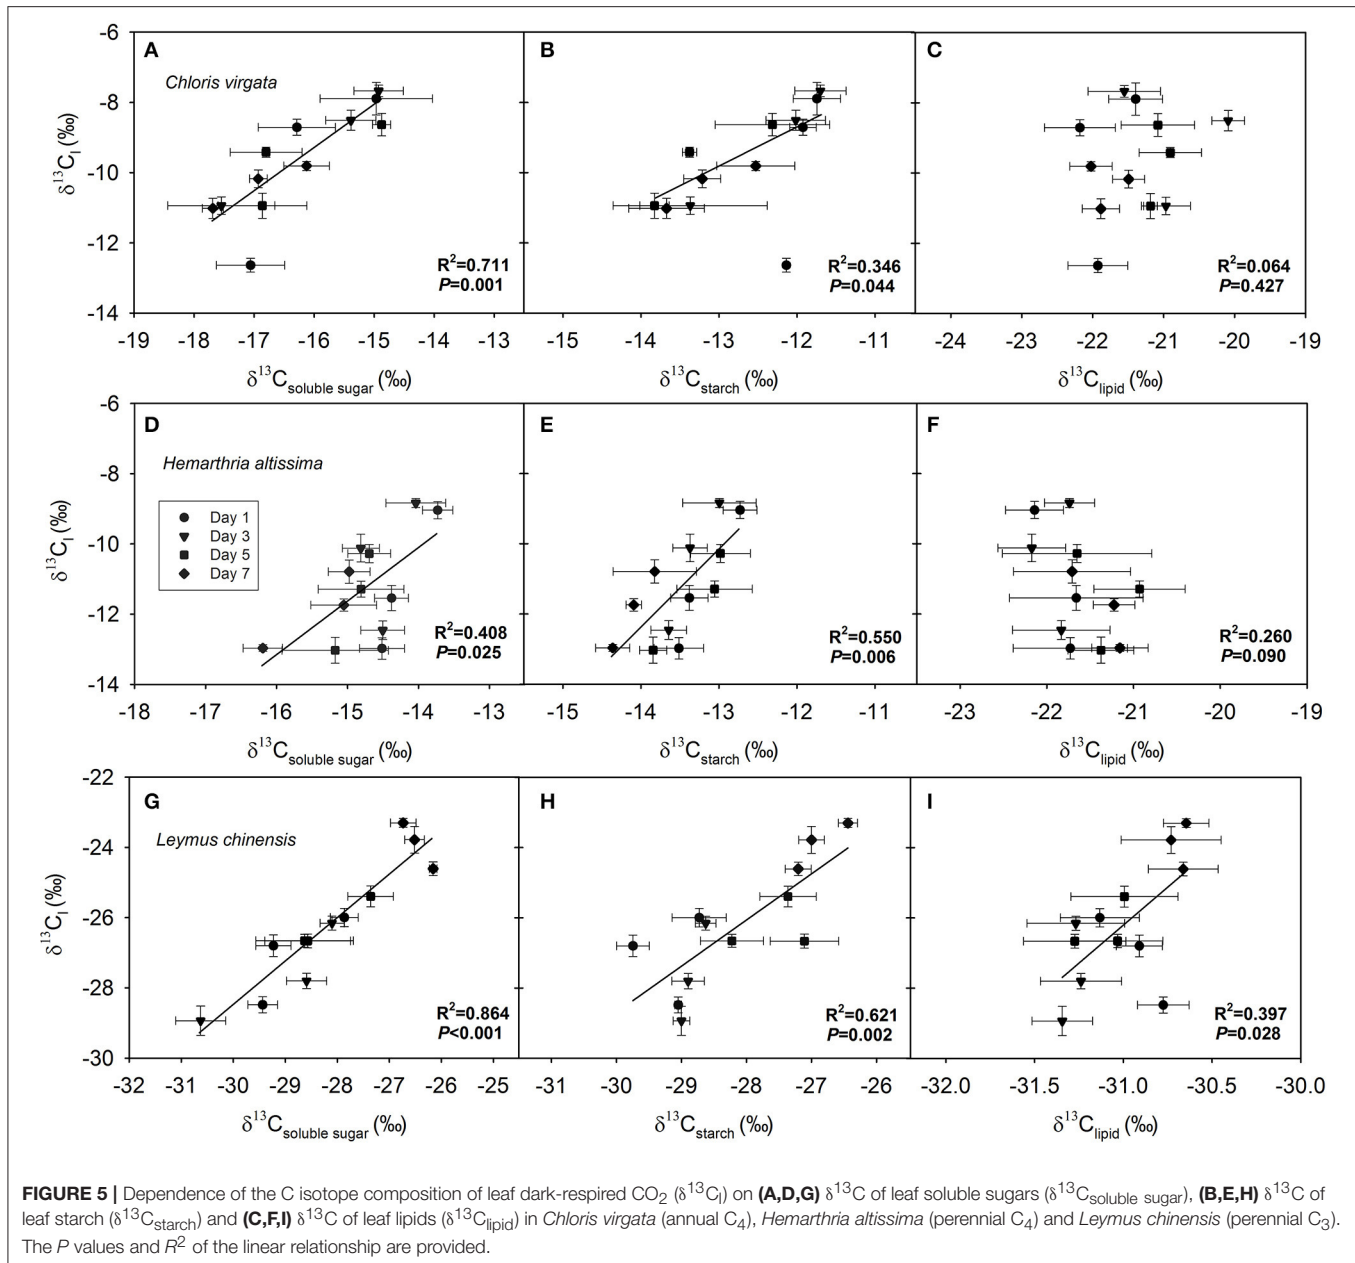 A
Chloris virgata
-6
-8
-10
-12
-14
δ13Cl (‰)
R2=0.711
P=0.001
-19 -18 -17 -16 -15 -14 -13
δ13Csoluble sugar (‰)
B
R2=0.346
P=0.044
-15 -14 -13 -12 -11
δ13Cstarch (‰)
C
R2=0.064
P=0.427
-24 -23 -22 -21 -20 -19
δ13Clipid (‰)
D
Hemarthria altissima
Day 1
Day 3
Day 5
Day 7
-6
-8
-10
-12
-14
δ13Cl (‰)
R2=0.408
P=0.025
-18 -17 -16 -15 -14 -13
δ13Csoluble sugar (‰)
E
R2=0.550
P=0.006
-15 -14 -13 -12 -11
δ13Cstarch (‰)
F
R2=0.260
P=0.090
-23 -22 -21 -20 -19
δ13Clipid (‰)
G
Leymus chinensis
-22
-24
-26
-28
-30
δ13Cl (‰)
R2=0.864
P<0.001
-32 -31 -30 -29 -28 -27 -26 -25
δ13Csoluble sugar (‰)
H
R2=0.621
P=0.002
-30 -29 -28 -27 -26
δ13Cstarch (‰)
I
R2=0.397
P=0.028
-32.0 -31.5 -31.0 -30.5 -30.0
δ13Clipid (‰)
FIGURE 5 | Dependence of the C isotope composition of leaf dark-respired CO2 (δ13Cl) on (A,D,G) δ13C of leaf soluble sugars (δ13Csoluble sugar), (B,E,H) δ13C of
leaf starch (δ13Cstarch) and (C,F,I) δ13C of leaf lipids (δ13Clipid) in Chloris virgata (annual C4), Hemarthria altissima (perennial C4) and Leymus chinensis (perennial C3).
The P values and R2 of the linear relationship are provided.